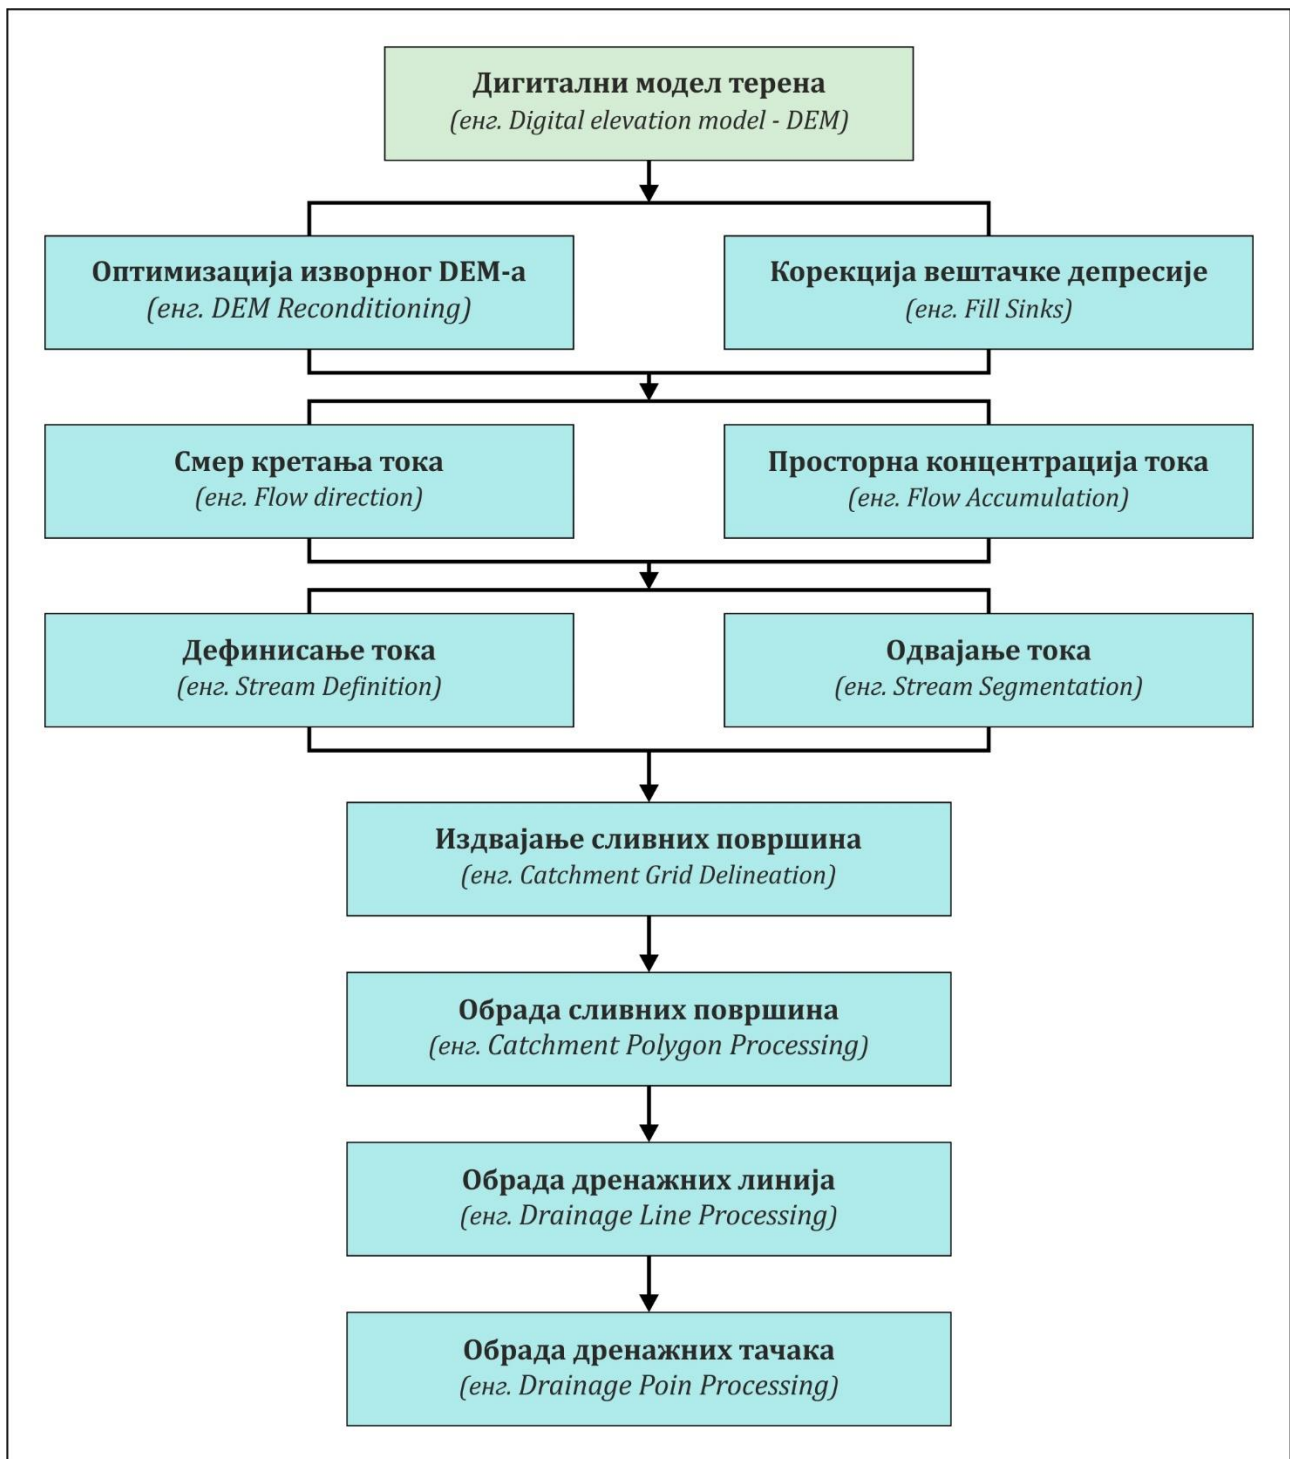 Дигитални модел терена
(енг. Digital elevation model - DEM)
Оптимизација изворног DEM-а
(енг. DEM Reconditioning)
Корекција вештачке депресије
(енг. Fill Sinks)
Смер кретања тока
(енг. Flow direction)
Просторна концентрација тока
(енг. Flow Accumulation)
Дефинисање тока
(енг. Stream Definition)
Одвајање тока
(енг. Stream Segmentation)
Издвајање сливних површина
(енг. Catchment Grid Delineation)
Обрада сливних површина
(енг. Catchment Polygon Processing)
Обрада дренажних линија
(енг. Drainage Line Processing)
Обрада дренажних тачака
(енг. Drainage Poin Processing)